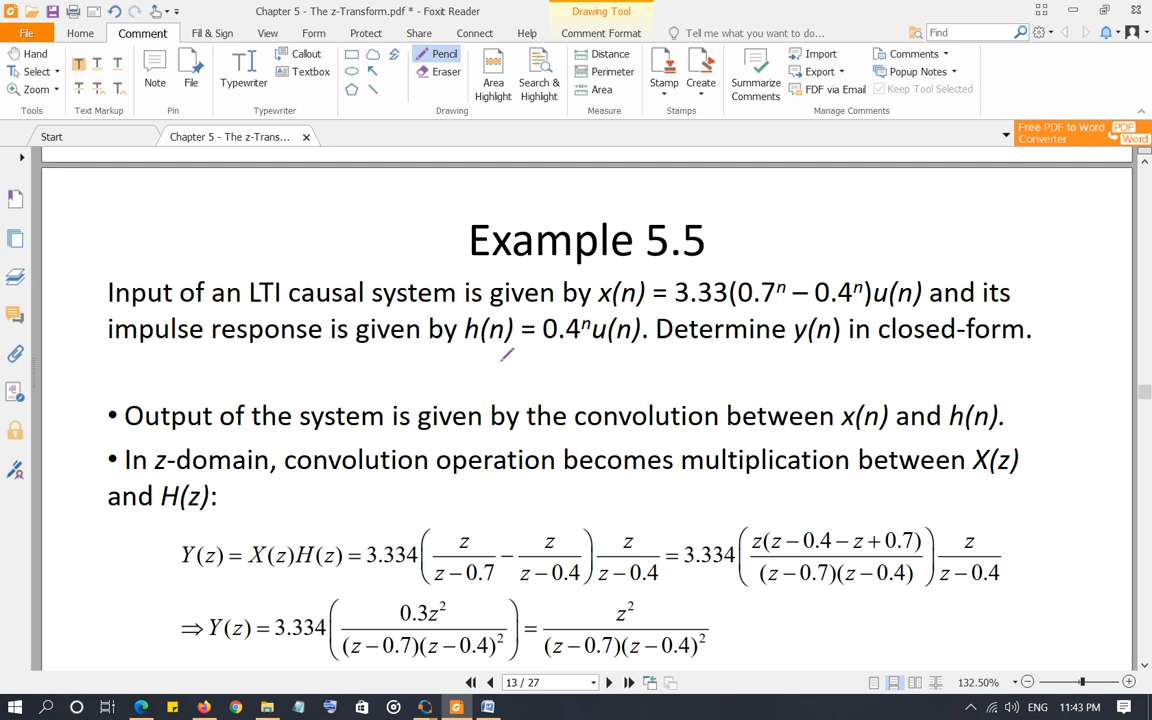 Chapter 5 - The z-Transform.pdf * - Foxit Reader
Drawing Tool
File Home Comment Fill & Sign View Form Protect Share Connect Help Comment Format Tell me what you want to do... Find
Hand
Select
Zoom
Tools
T T T
T T T
Text Markup
Note
File
Pin
Typewriter
Callout
Textbox
Typewriter
Pencil
Eraser
Drawing
Area Highlight
Search & Highlight
Distance
Perimeter
Area
Measure
Stamp
Create
Stamps
Summarize Comments
Import
Export
FDF via Email
Comments
Popup Notes
Keep Tool Selected
Manage Comments
Start
Chapter 5 - The z-Trans...
Free PDF to Word Converter
PDF
Word
Example 5.5
Input of an LTI causal system is given by x(n) = 3.33(0.7ⁿ – 0.4ⁿ)u(n) and its
impulse response is given by h(n) = 0.4ⁿu(n). Determine y(n) in closed-form.
• Output of the system is given by the convolution between x(n) and h(n).
• In z-domain, convolution operation becomes multiplication between X(z)
and H(z):
Y(z) = X(z)H(z) = 3.334(z/(z−0.7) − z/(z−0.4)) z/(z−0.4) = 3.334(z(z−0.4−z+0.7)/((z−0.7)(z−0.4))) z/(z−0.4)
⇒ Y(z) = 3.334(0.3z²/((z−0.7)(z−0.4)²)) = z²/((z−0.7)(z−0.4)²)
13 / 27
132.50%
ENG 11:43 PM